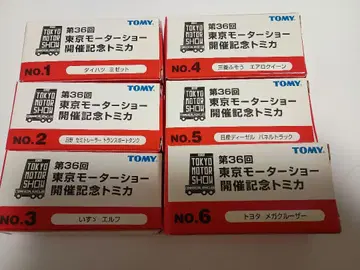 TOMY
TOKYO
MOTOR
SHOW
第36回
東京モーターショー
開催記念トミカ
NO.1
ダイハツ ミゼット
TOMY
TOKYO
MOTOR
SHOW
第36回
東京モーターショー
開催記念トミカ
NO.4
三菱ふそう エアロクイーン
TOMY
TOKYO
MOTOR
SHOW
第36回
東京モーターショー
開催記念トミカ
NO.2
日野 セミトレーラー トランスポートタンク
TOMY
TOKYO
MOTOR
SHOW
第36回
東京モーターショー
開催記念トミカ
NO.5
日産ディーゼル パネルトラック
TOMY
TOKYO
MOTOR
SHOW
第36回
東京モーターショー
開催記念トミカ
NO.3
いすゞ エルフ
TOMY
TOKYO
MOTOR
SHOW
第36回
東京モーターショー
開催記念トミカ
NO.6
トヨタ メガクルーザー